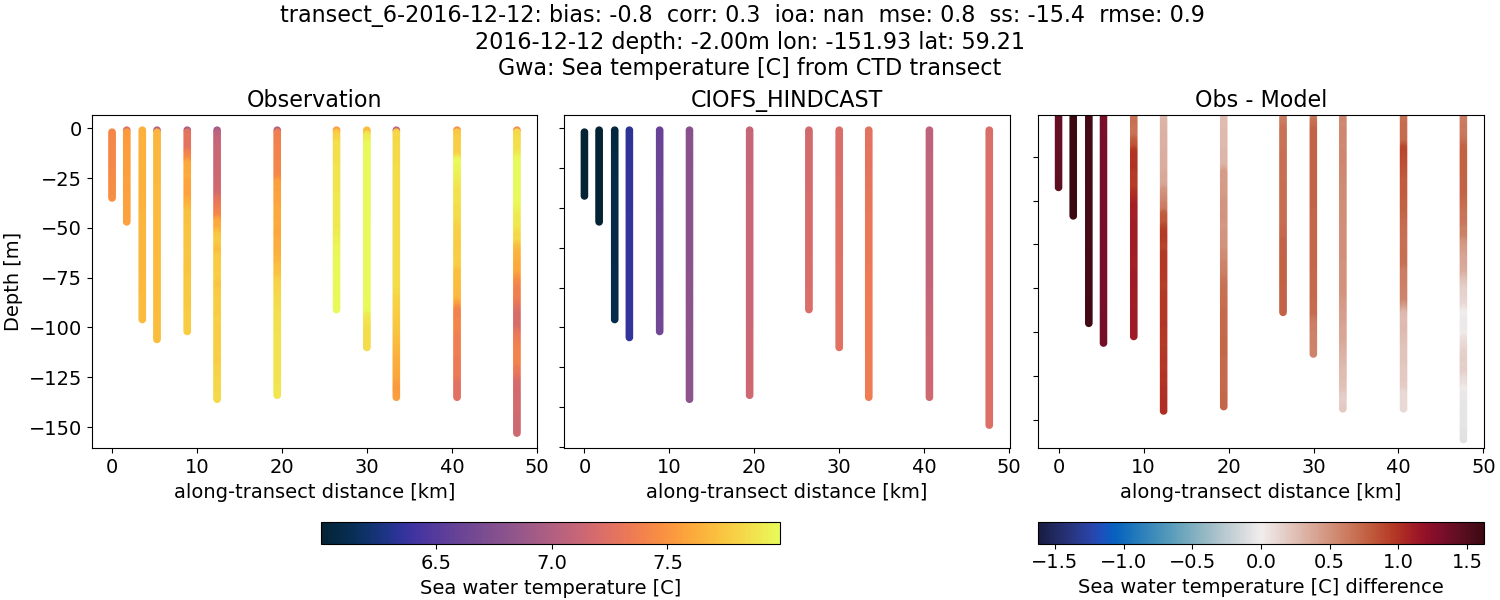 transect_6-2016-12-12: bias: -0.8  corr: 0.3  ioa: nan  mse: 0.8  ss: -15.4  rmse: 0.9
2016-12-12 depth: -2.00m lon: -151.93 lat: 59.21
Gwa: Sea temperature [C] from CTD transect
Observation
CIOFS_HINDCAST
Obs - Model
Depth [m]
0
−25
−50
−75
−100
−125
−150
0 10 20 30 40 50
0 10 20 30 40 50
0 10 20 30 40 50
along-transect distance [km]
along-transect distance [km]
along-transect distance [km]
6.5 7.0 7.5
Sea water temperature [C]
−1.5 −1.0 −0.5 0.0 0.5 1.0 1.5
Sea water temperature [C] difference